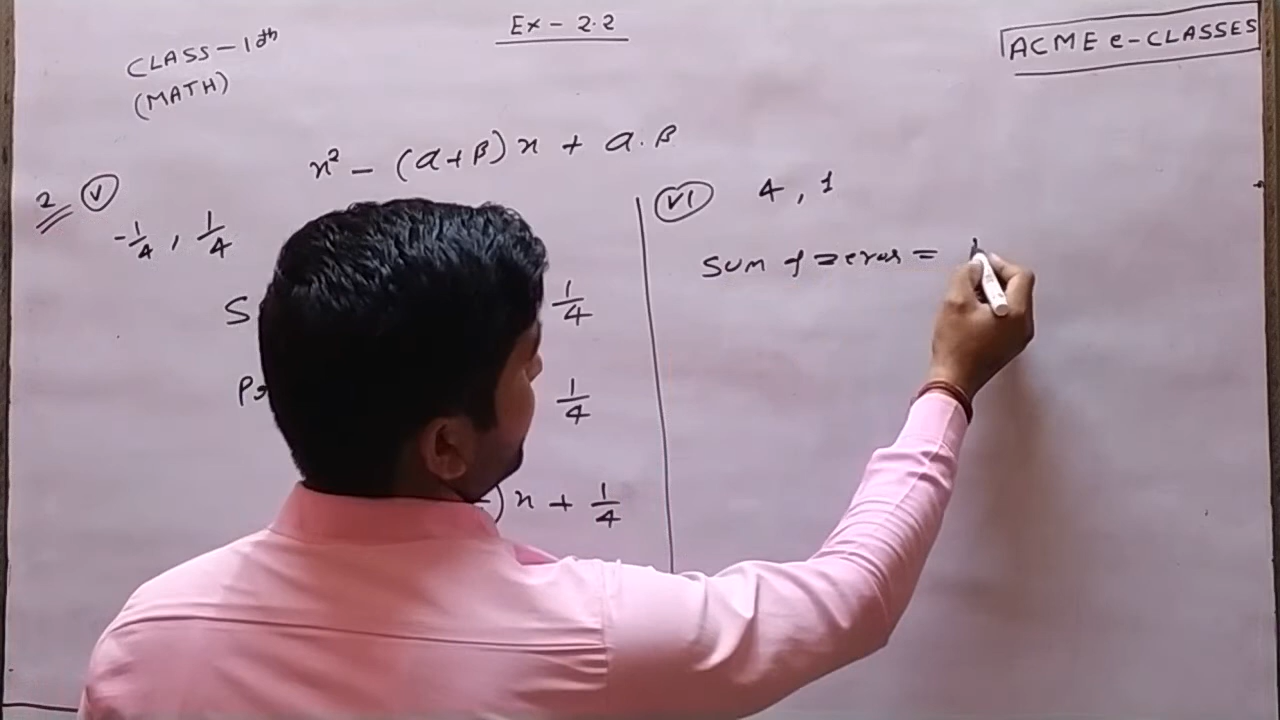 Ex - 2.2
CLASS - 10th
(MATH)
ACME e-CLASSES
x² - (α+β)x + α.β
2 (V)
-1/4, 1/4
S
1/4
Pr
1/4
)x + 1/4
(VI) 4, 1
Sum of zeros =